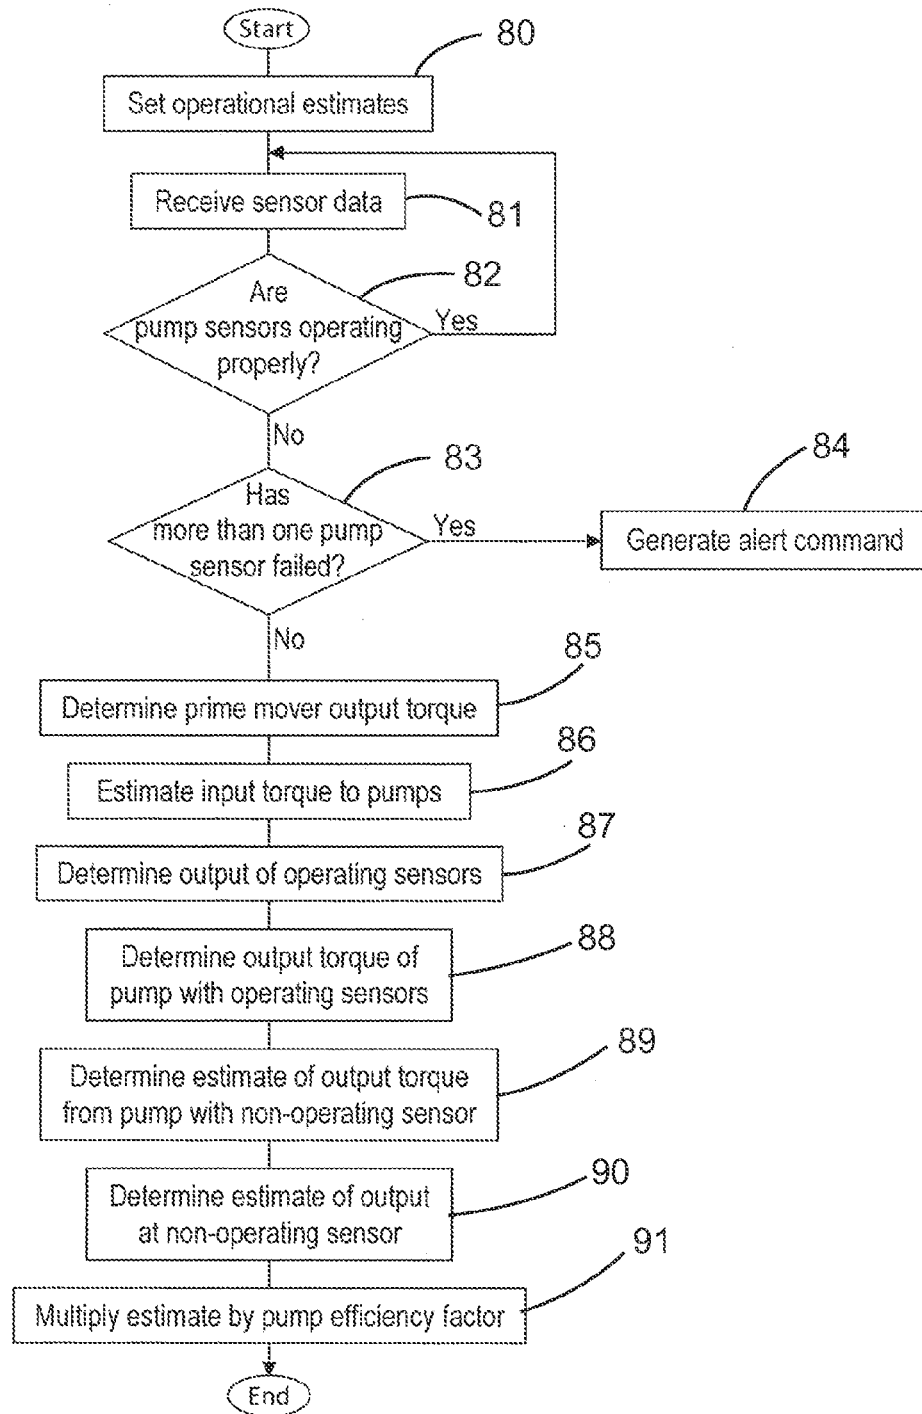 Start
80
Set operational estimates
Receive sensor data
81
82
Are
pump sensors operating
properly?
Yes
No
83
Has
more than one pump
sensor failed?
Yes
84
Generate alert command
No
85
Determine prime mover output torque
86
Estimate input torque to pumps
87
Determine output of operating sensors
88
Determine output torque of
pump with operating sensors
89
Determine estimate of output torque
from pump with non-operating sensor
90
Determine estimate of output
at non-operating sensor
91
Multiply estimate by pump efficiency factor
End